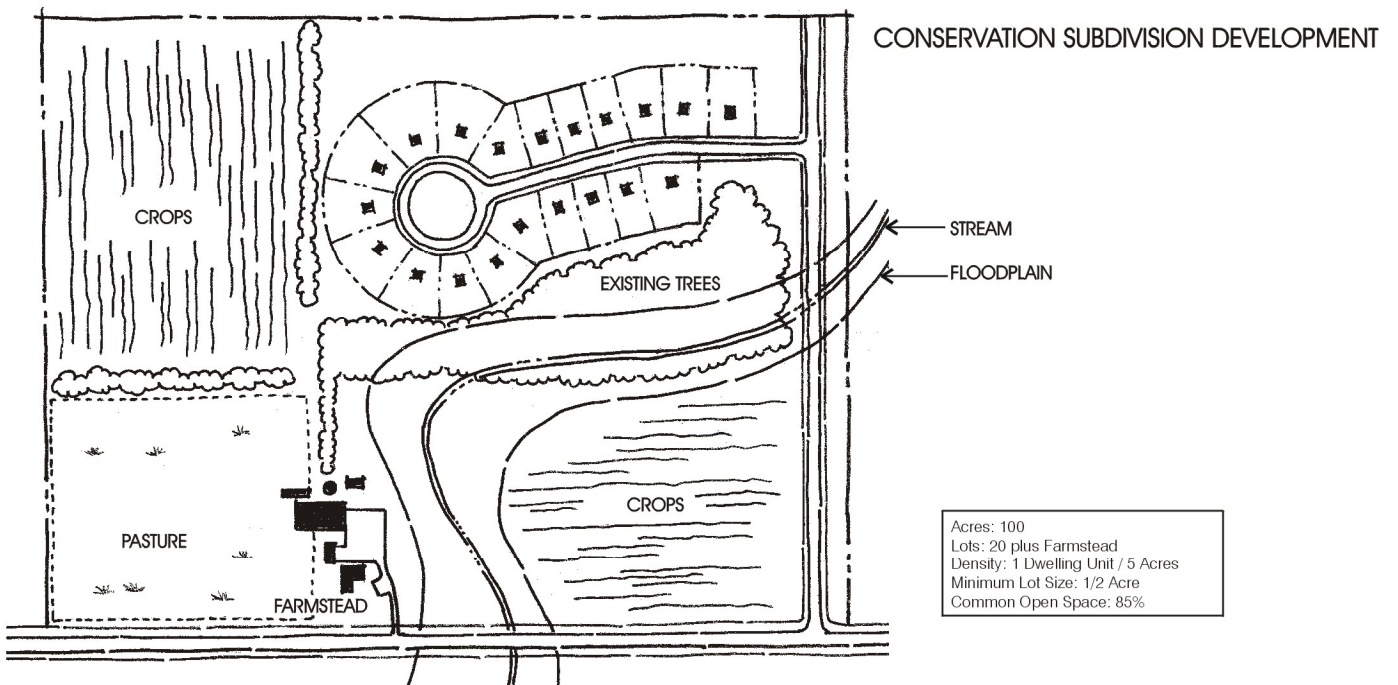 CONSERVATION SUBDIVISION DEVELOPMENT
CROPS
STREAM
FLOODPLAIN
EXISTING TREES
CROPS
PASTURE
FARMSTEAD
Acres: 100
Lots: 20 plus Farmstead
Density: 1 Dwelling Unit / 5 Acres
Minimum Lot Size: 1/2 Acre
Common Open Space: 85%